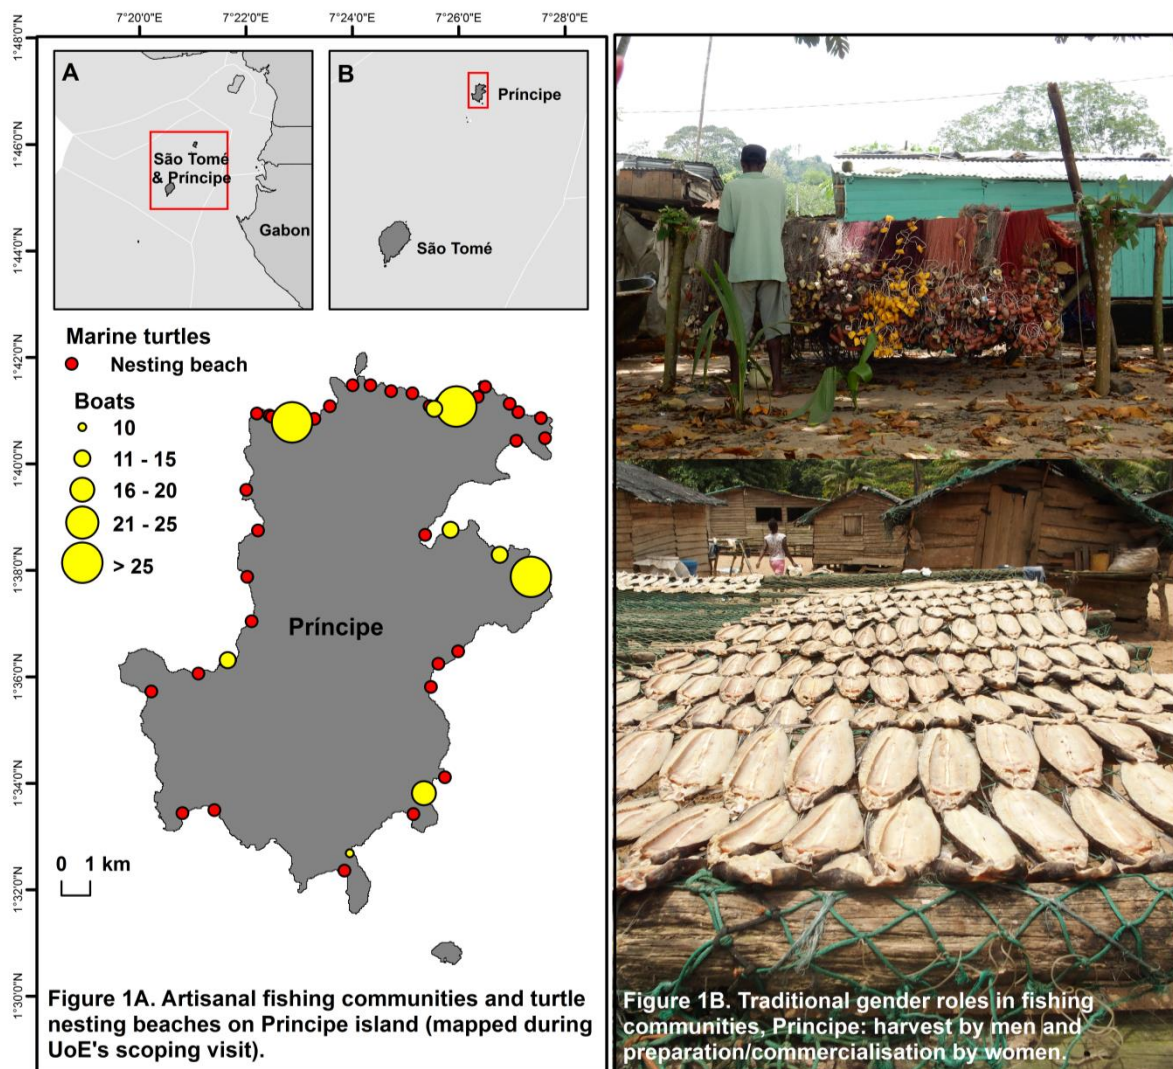 7°20'0"E
7°22'0"E
7°24'0"E
7°26'0"E
7°28'0"E
1°48'0"N
1°46'0"N
1°44'0"N
1°42'0"N
1°40'0"N
1°38'0"N
1°36'0"N
1°34'0"N
1°32'0"N
1°30'0"N
A
São Tomé
& Príncipe
Gabon
B
Príncipe
São Tomé
Marine turtles
Nesting beach
Boats
10
11 - 15
16 - 20
21 - 25
> 25
Príncipe
0 1 km
Figure 1A. Artisanal fishing communities and turtle
nesting beaches on Principe island (mapped during
UoE's scoping visit).
Figure 1B. Traditional gender roles in fishing
communities, Principe: harvest by men and
preparation/commercialisation by women.